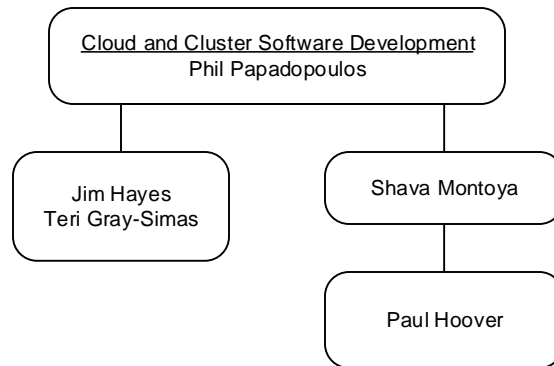 Cloud and Cluster Software Development
Phil Papadopoulos
Jim Hayes
Teri Gray-Simas
Shava Montoya
Paul Hoover